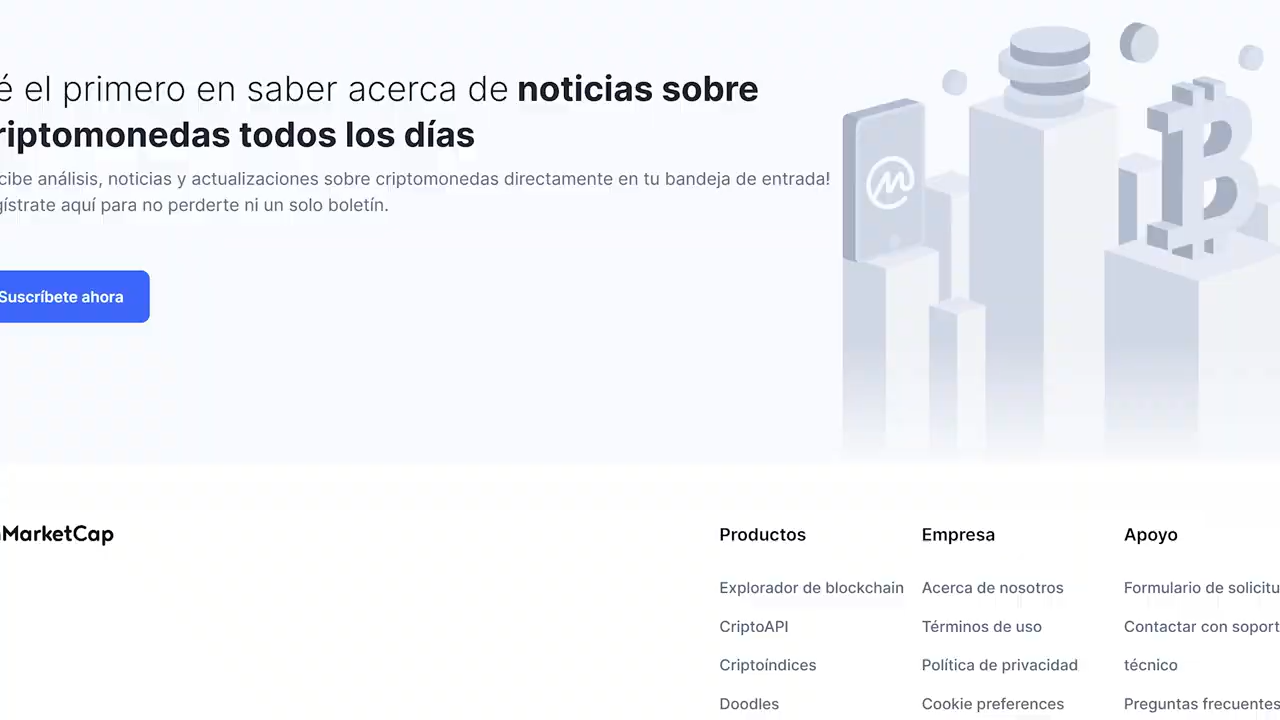 é el primero en saber acerca de noticias sobre
riptomonedas todos los días
cibe análisis, noticias y actualizaciones sobre criptomonedas directamente en tu bandeja de entrada!
gístrate aquí para no perderte ni un solo boletín.
Suscríbete ahora
MarketCap
Productos
Empresa
Apoyo
Explorador de blockchain
Acerca de nosotros
Formulario de solicitu
CriptoAPI
Términos de uso
Contactar con soport
Criptoíndices
Política de privacidad
técnico
Doodles
Cookie preferences
Preguntas frecuentes